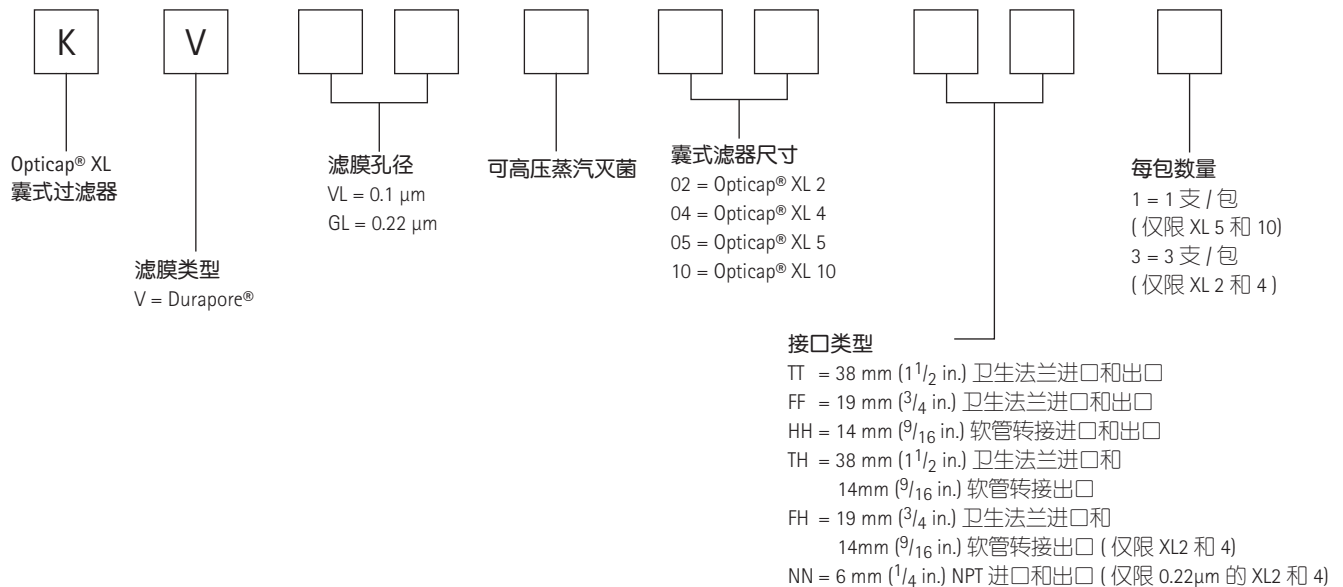 K
V
Opticap® XL
囊式过滤器
滤膜类型
V = Durapore®
滤膜孔径
VL = 0.1 μm
GL = 0.22 μm
可高压蒸汽灭菌
囊式滤器尺寸
02 = Opticap® XL 2
04 = Opticap® XL 4
05 = Opticap® XL 5
10 = Opticap® XL 10
接口类型
TT = 38 mm (1 1/2 in.) 卫生法兰进口和出口
FF = 19 mm (3/4 in.) 卫生法兰进口和出口
HH = 14 mm (9/16 in.) 软管转接进口和出口
TH = 38 mm (1 1/2 in.) 卫生法兰进口和
14mm (9/16 in.) 软管转接出口
FH = 19 mm (3/4 in.) 卫生法兰进口和
14mm (9/16 in.) 软管转接出口 ( 仅限 XL2 和 4)
NN = 6 mm (1/4 in.) NPT 进口和出口 ( 仅限 0.22μm 的 XL2 和 4)
每包数量
1 = 1 支 / 包
( 仅限 XL 5 和 10)
3 = 3 支 / 包
( 仅限 XL 2 和 4 )